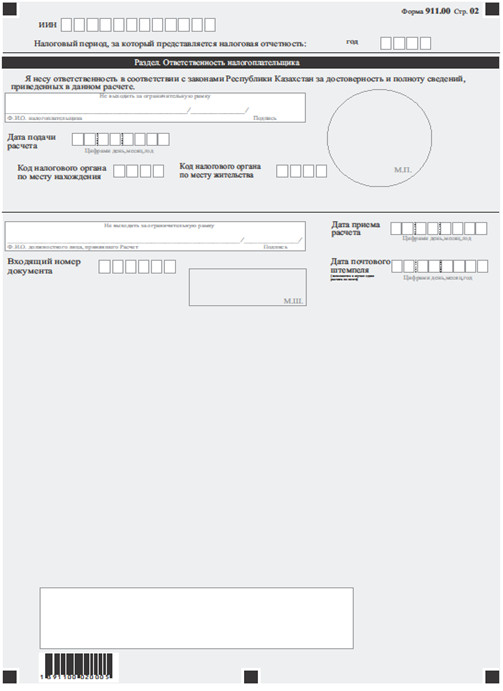 Форма 911.00 Стр. 02
ИИН
Налоговый период, за который представляется налоговая отчетность: год
Раздел. Ответственность налогоплательщика
Я несу ответственность в соответствии с законами Республики Казахстан за достоверность и полноту сведений,
приведенных в данном расчете.
Не выходить за ограничительную рамку
Ф.И.О. налогоплательщика Подпись
Дата подачи
расчета
Цифрами день, месяц, год
Код налогового органа
по месту нахождения
Код налогового органа
по месту жительства
М.П.
Не выходить за ограничительную рамку
Ф.И.О. должностного лица, принявшего Расчет Подпись
Дата приема
расчета
Цифрами день, месяц, год
Входящий номер
документа
М.Ш.
Дата почтового
штемпеля
Цифрами день, месяц, год